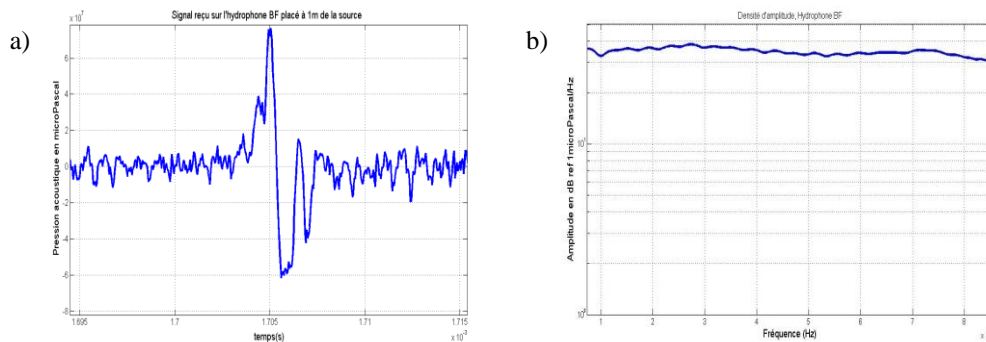 a)
Signal reçu sur l'hydrophone BF placé à 1m de la source
x 10⁷
Pression acoustique en microPascal
8
6
4
2
0
-2
-4
-6
-8
1.695
1.7
1.705
1.71
1.715
x 10⁻³
temps(s)
b)
Densité d'amplitude, Hydrophone BF
Amplitude en dB ref 1microPascal/Hz
1
2
3
4
5
6
7
8
Fréquence (Hz)